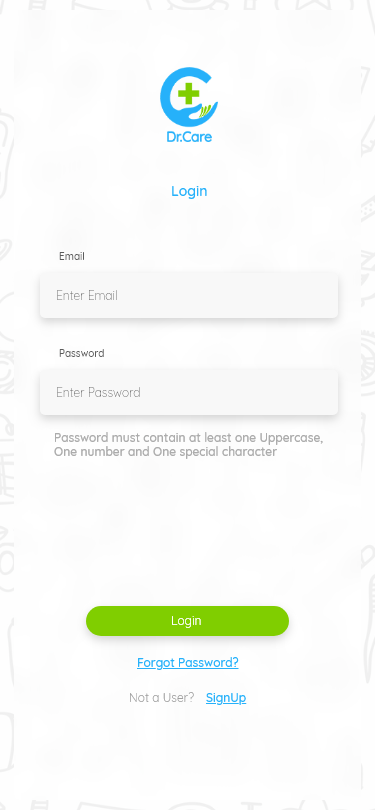 Dr.Care
Login
Email
Enter Email
Password
Enter Password
Password must contain at least one Uppercase,
One number and One special character
Login
Forgot Password?
Not a User? SignUp